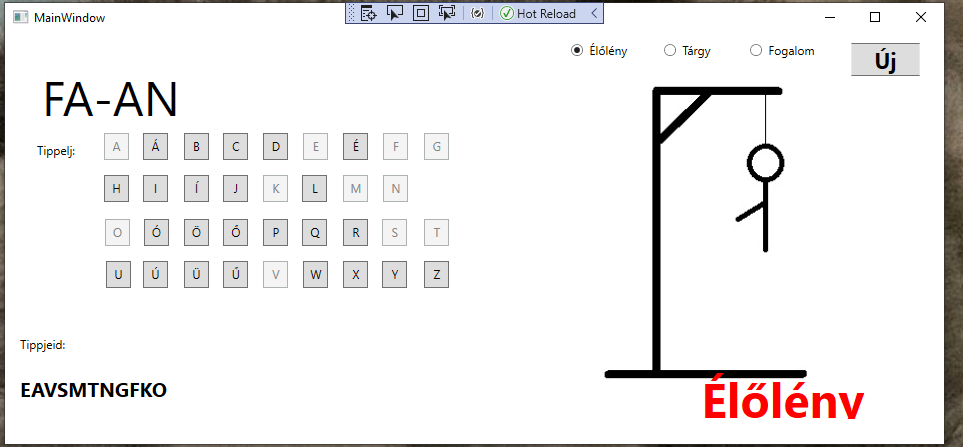 MainWindow
Hot Reload
Élőlény Tárgy Fogalom
Új
FA-AN
Tippelj:
A Á B C D E É F G
H I Í J K L M N
O Ó Ö Ő P Q R S T
U Ú Ü Ű V W X Y Z
Tippjeid:
EAVSMTNGFKO
Élőlény